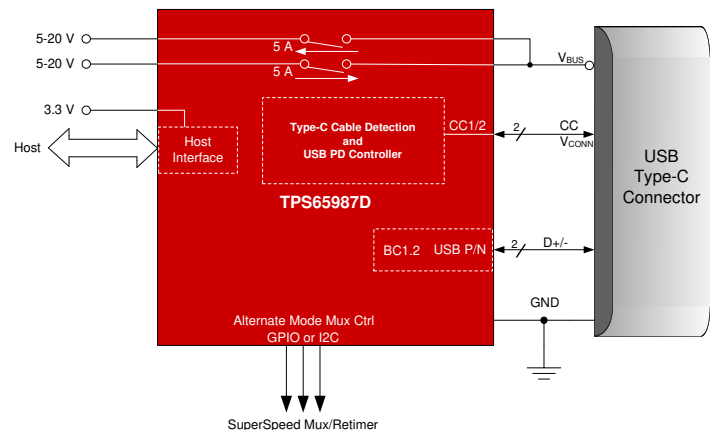 5-20 V
5 A
5-20 V
5 A
VBUS
3.3 V
Host
Host
Interface
Type-C Cable Detection
and
USB PD Controller
CC1/2
2
CC
VCONN
USB
Type-C
Connector
TPS65987D
BC1.2 USB P/N
2
D+/-
GND
Alternate Mode Mux Ctrl
GPIO or I2C
SuperSpeed Mux/Retimer